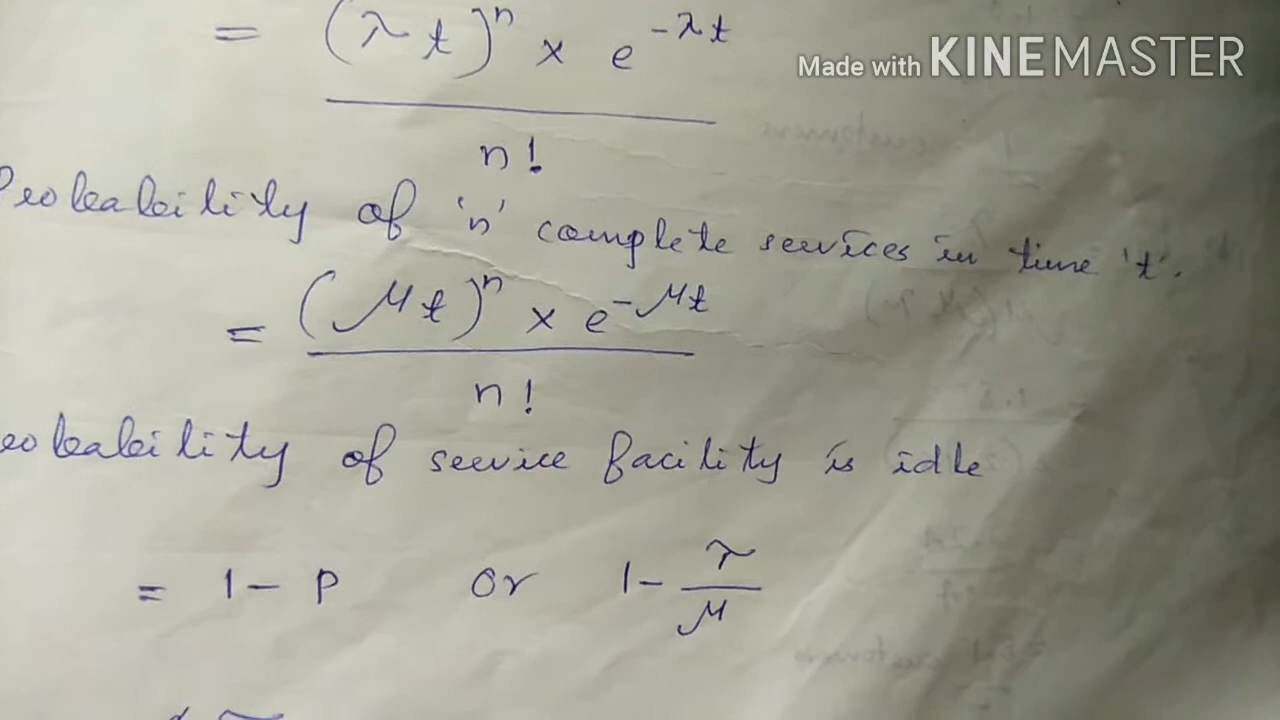 = (λt)^n × e^-λt
n!
Made with KINEMASTER
Probability of 'n' complete services in time 't'.
= (μt)^n × e^-μt
n!
Probability of service facility is idle
= 1 - P or 1 - λ/μ